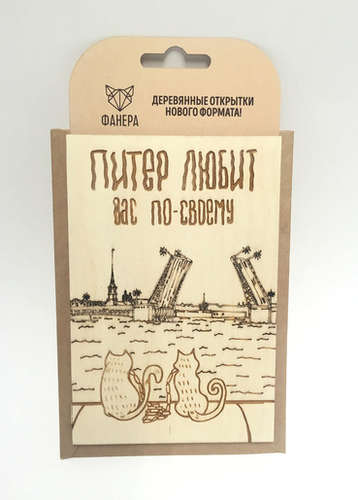 ФАНЕРА
ДЕРЕВЯННЫЕ ОТКРЫТКИ
НОВОГО ФОРМАТА!
ПИТЕР ЛЮБИТ
ВАС ПО-СВОЕМУ